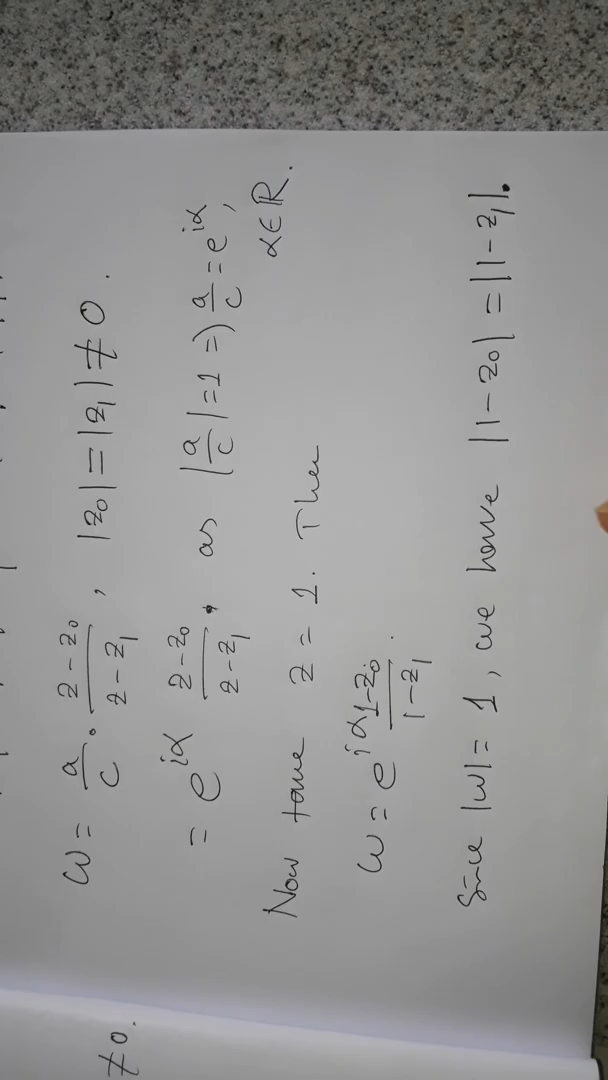 w = a/c · (z-z₀)/(z-z₁), |z₀| = |z₁| ≠ 0.
= e^{iα} (z-z₀)/(z-z₁). as |a/c| = 1 => a/c = e^{iα},
α∈ℝ.
Now take z = 1. Then
w = e^{iα} (1-z₀)/(1-z₁).
Since |w| = 1, we have |1-z₀| = |1-z₁|.
≠0.